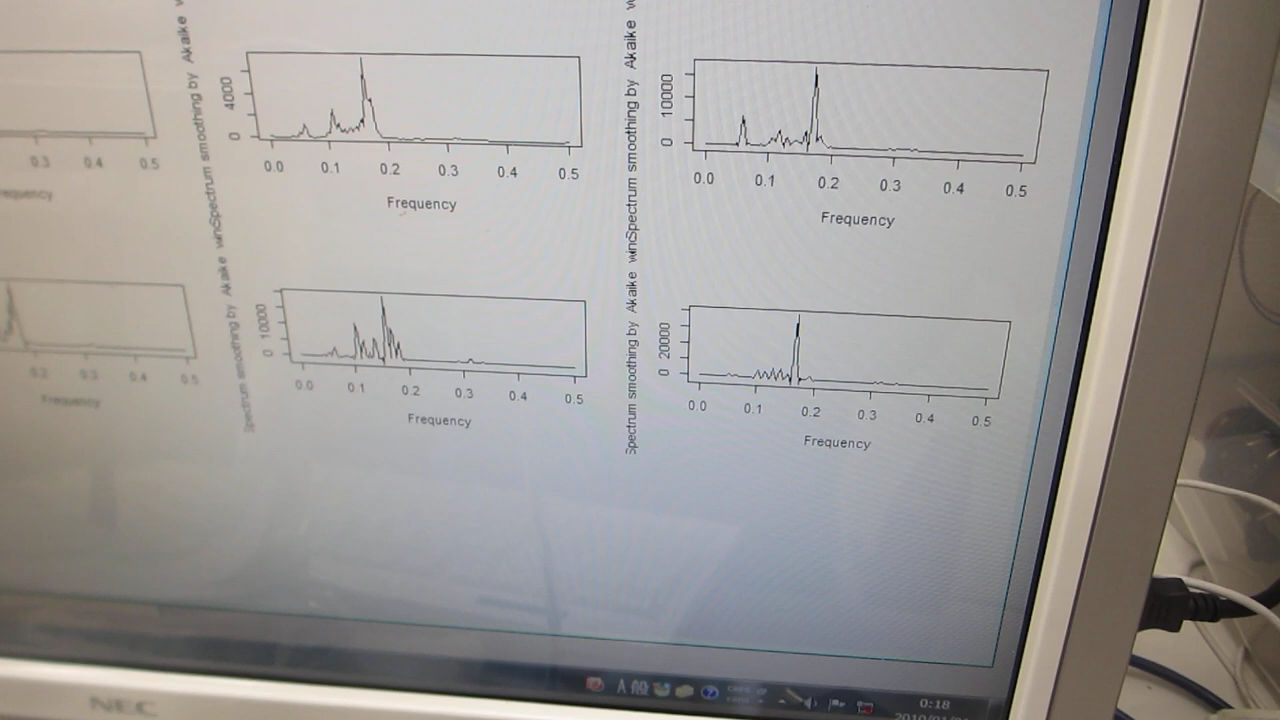 Spectrum smoothing by Akaike win
Spectrum smoothing by Akaike w
0.3 0.4 0.5
4000
0
0.0 0.1 0.2 0.3 0.4 0.5
Frequency
10000
0
0.0 0.1 0.2 0.3 0.4 0.5
Frequency
Spectrum smoothing by Akaike win
Spectrum smoothing by Akaike w
0.2 0.3 0.4 0.5
Frequency
10000
0
0.0 0.1 0.2 0.3 0.4 0.5
Frequency
20000
0
0.0 0.1 0.2 0.3 0.4 0.5
Frequency
A 般
0:18
NEC